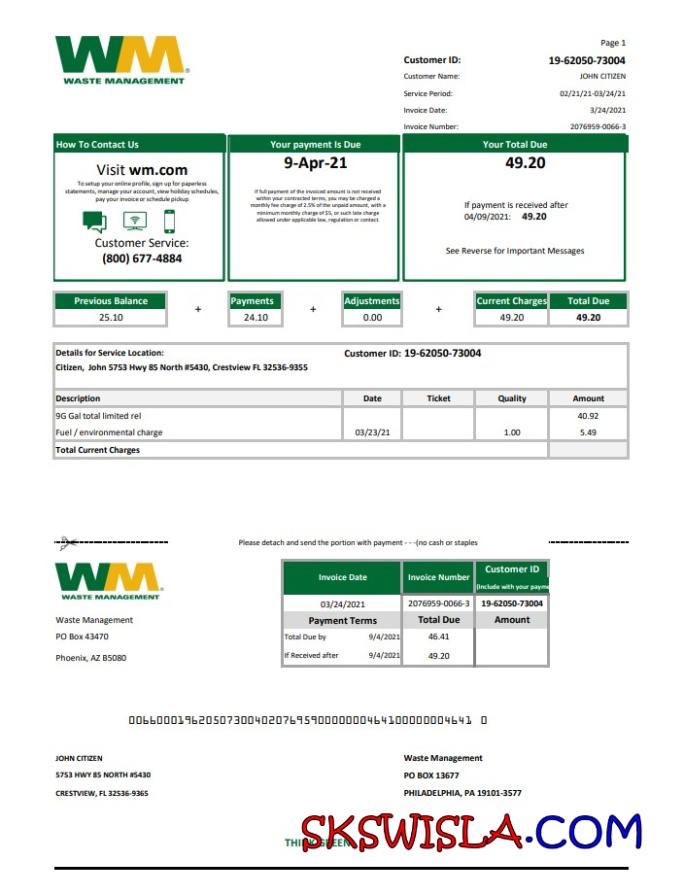 WM
WASTE MANAGEMENT
Page 1
Customer ID: 19-62050-73004
Customer Name: JOHN CITIZEN
Service Period: 02/21/21-03/24/21
Invoice Date: 3/24/2021
Invoice Number: 2076959-0066-3
How To Contact Us
Visit wm.com
To setup your online profile, sign up for paperless
statements, manage your account, view holiday schedules,
pay your invoice or schedule pickup
Customer Service:
(800) 677-4884
Your payment Is Due
9-Apr-21
If full payment of the invoiced amount is not received
within your contracted terms, you may be charged a
monthly fee charge of 2.5% of the unpaid amount, with a
minimum monthly charge of $5, or such late charge
allowed under applicable law, regulation or contact.
Your Total Due
49.20
If payment is received after
04/09/2021: 49.20
See Reverse for Important Messages
Previous Balance + Payments + Adjustments + Current Charges Total Due
25.10 24.10 0.00 49.20 49.20
Details for Service Location: Customer ID: 19-62050-73004
Citizen, John 5753 Hwy 85 North #5430, Crestview FL 32536-9355
Description Date Ticket Quality Amount
9G Gal total limited rel 40.92
Fuel / environmental charge 03/23/21 1.00 5.49
Total Current Charges
Please detach and send the portion with payment - - -(no cash or staples
WM
WASTE MANAGEMENT
Waste Management
PO Box 43470
Phoenix, AZ B5080
Invoice Date Invoice Number Customer ID
(Include with your payme
03/24/2021 2076959-0066-3 19-62050-73004
Payment Terms Total Due Amount
Total Due by 9/4/2021 46.41
If Received after 9/4/2021 49.20
0066000196205073004020769590000000464100000004641 0
JOHN CITIZEN
5753 HWY 85 NORTH #5430
CRESTVIEW, FL 32536-9365
Waste Management
PO BOX 13677
PHILADELPHIA, PA 19101-3577
THINK GREEN
SKSWISLA.COM